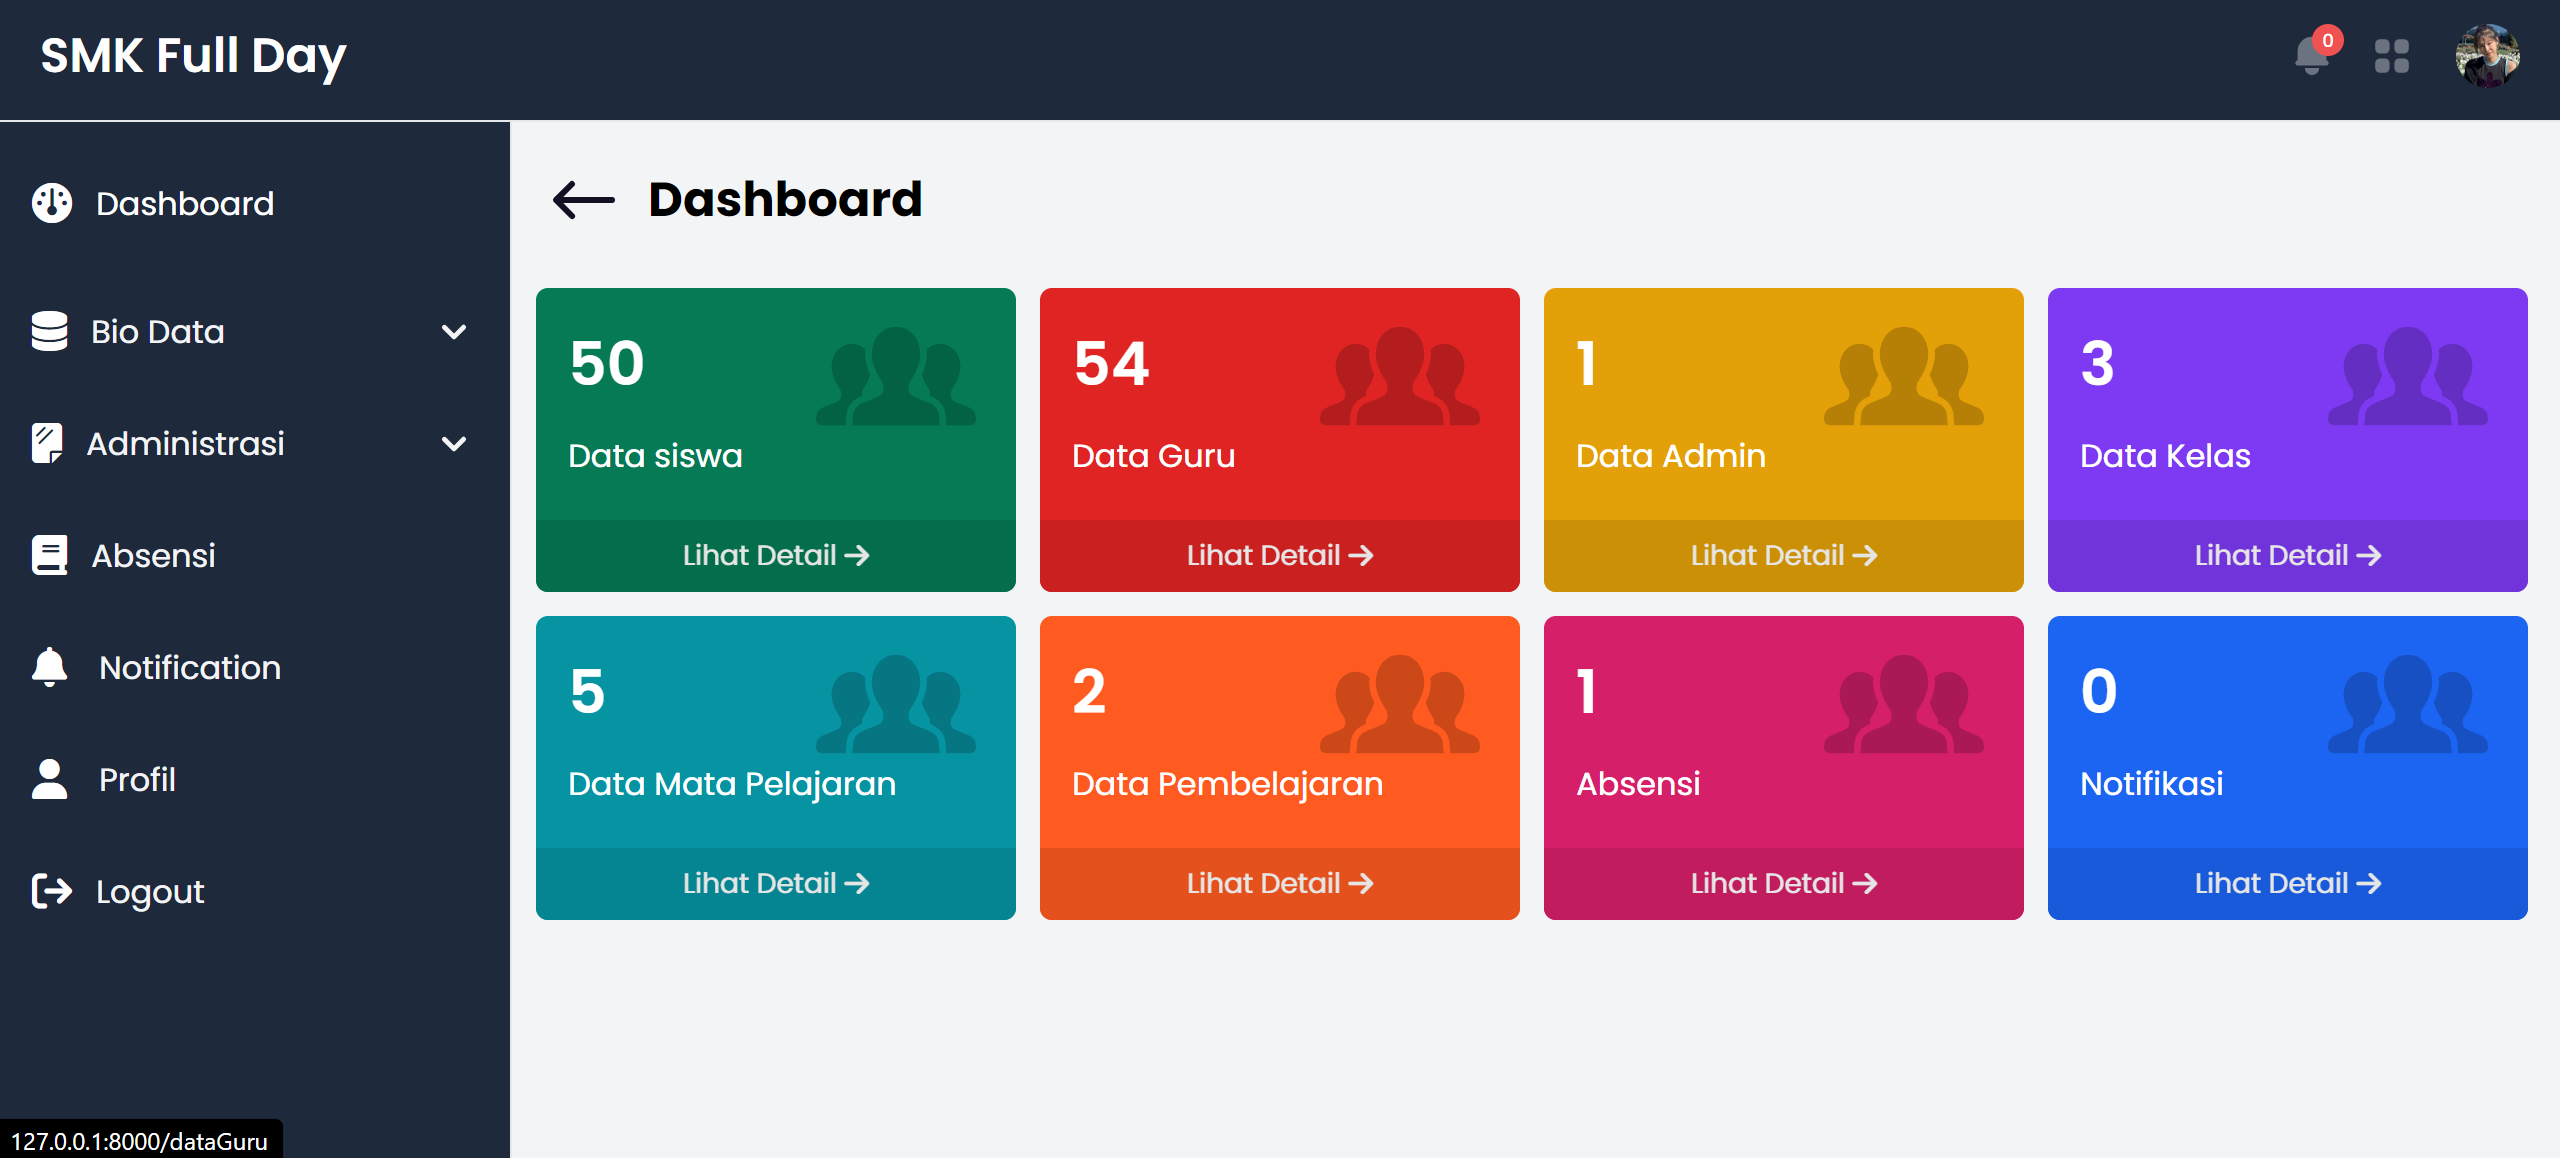 SMK Full Day
0
Dashboard
Bio Data
Administrasi
Absensi
Notification
Profil
Logout
Dashboard
50
Data siswa
Lihat Detail
54
Data Guru
Lihat Detail
1
Data Admin
Lihat Detail
3
Data Kelas
Lihat Detail
5
Data Mata Pelajaran
Lihat Detail
2
Data Pembelajaran
Lihat Detail
1
Absensi
Lihat Detail
0
Notifikasi
Lihat Detail
127.0.0.1:8000/dataGuru